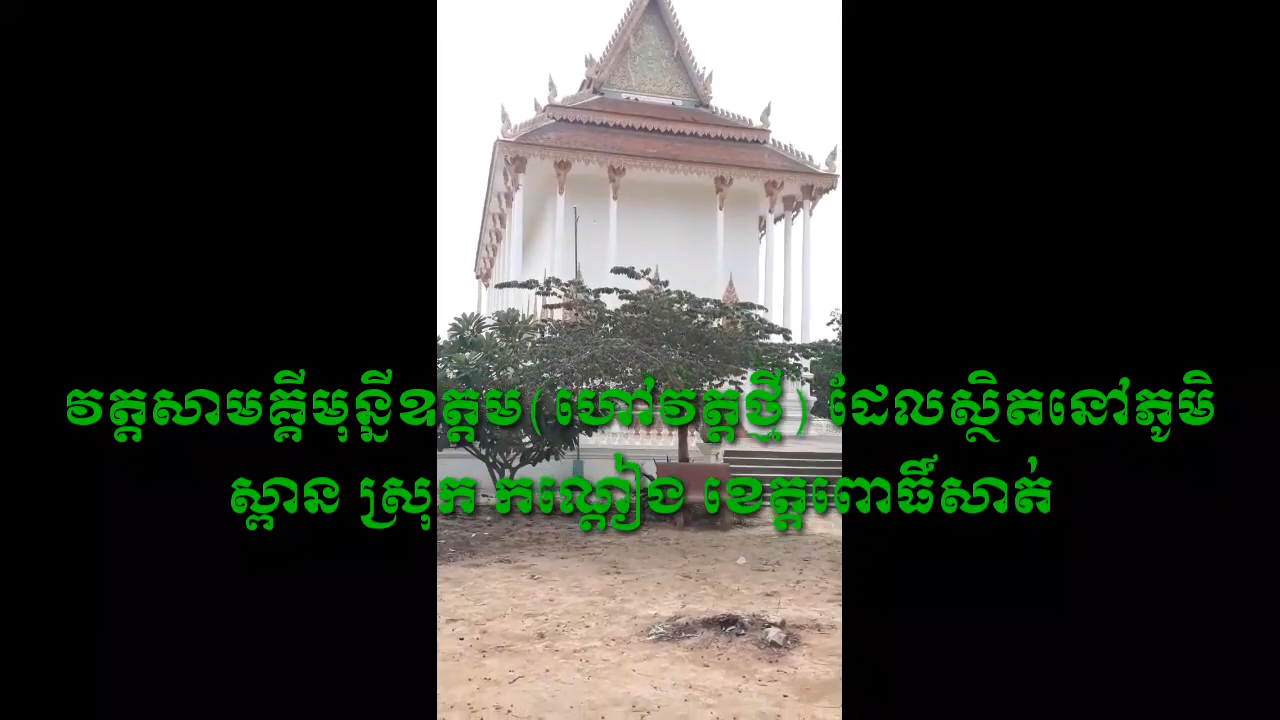 វត្តសាមគ្គីមុន្នីឧត្តម(ហៅវត្តថ្មី) ដែលស្ថិតនៅភូមិ
ស្ពាន ស្រុក កណ្តៀង ខេត្តពោធិ៍សាត់